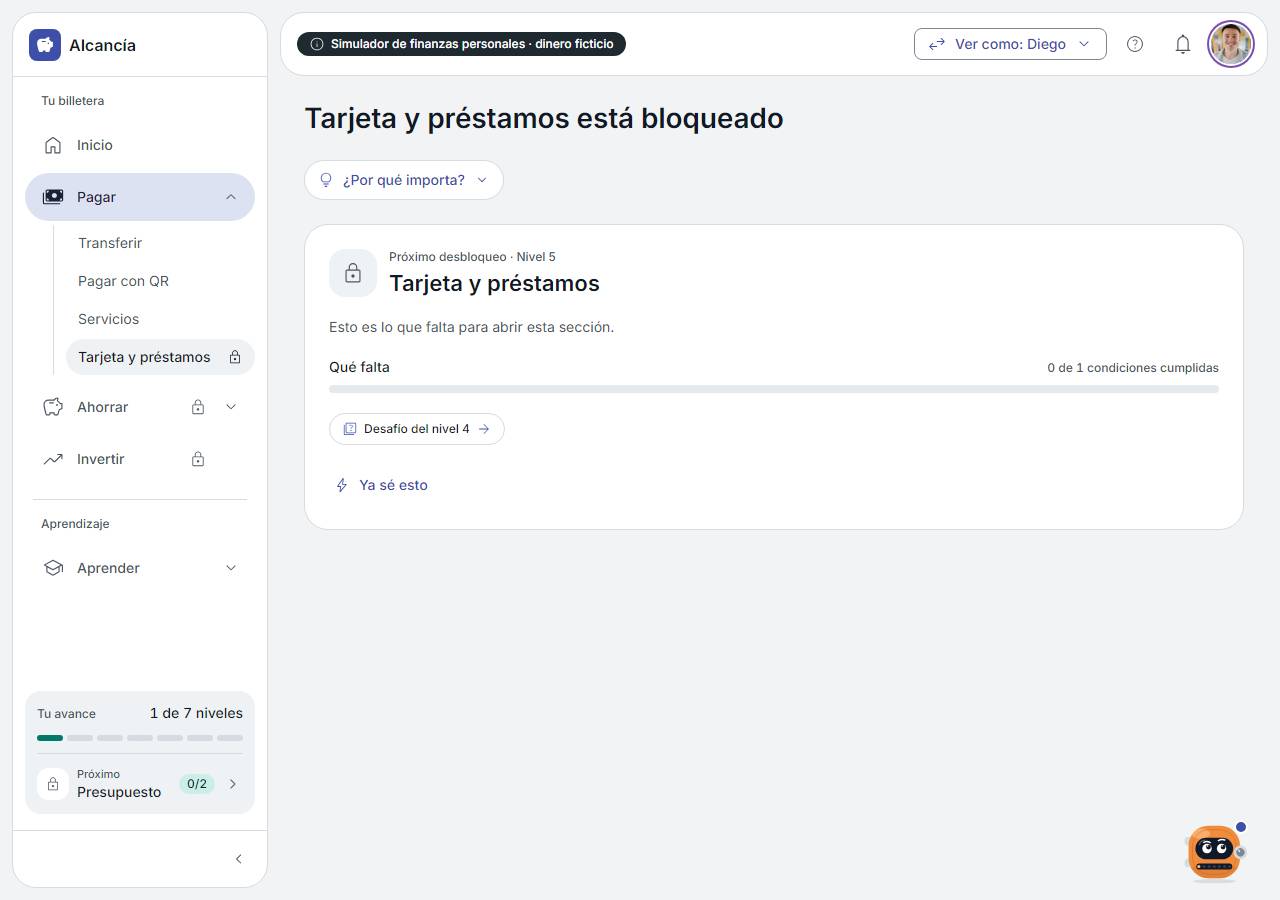 Alcancía
Simulador de finanzas personales · dinero ficticio
Ver como: Diego
Tu billetera
Inicio
Pagar
Transferir
Pagar con QR
Servicios
Tarjeta y préstamos
Ahorrar
Invertir
Aprendizaje
Aprender
Tu avance
1 de 7 niveles
Próximo
Presupuesto
0/2
Tarjeta y préstamos está bloqueado
¿Por qué importa?
Próximo desbloqueo · Nivel 5
Tarjeta y préstamos
Esto es lo que falta para abrir esta sección.
Qué falta
0 de 1 condiciones cumplidas
Desafío del nivel 4
Ya sé esto